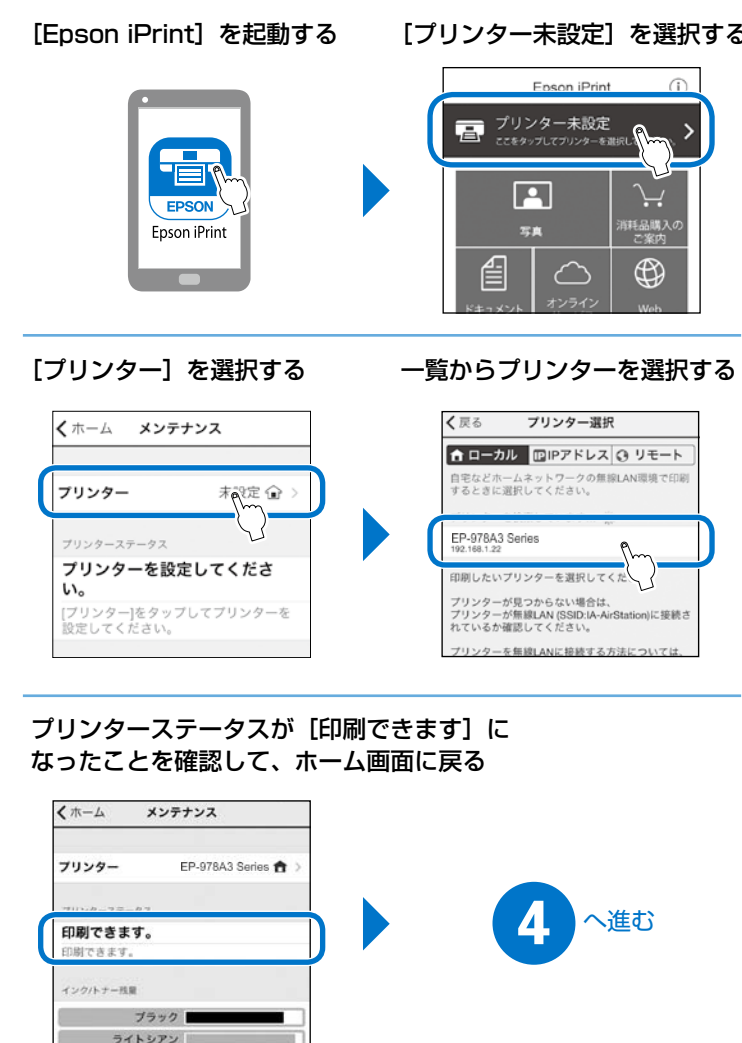 ［Epson iPrint］を起動する
EPSON
Epson iPrint
［プリンター未設定］を選択する
Epson iPrint
プリンター未設定
ここをタップしてプリンターを選択し
写真
消耗品購入の
ご案内
ドキュメント
オンライン
Web
［プリンター］を選択する
ホーム メンテナンス
プリンター 未設定
プリンターステータス
プリンターを設定してくださ
い。
[プリンター]をタップしてプリンターを
設定してください。
一覧からプリンターを選択する
戻る プリンター選択
ローカル IP IPアドレス リモート
自宅などホームネットワークの無線LAN環境で印刷
するときに選択してください。
EP-978A3 Series
192.168.1.22
印刷したいプリンターを選択してくだ
プリンターが見つからない場合は、
プリンターが無線LAN (SSID:IA-AirStation)に接続さ
れているか確認してください。
プリンターを無線LANに接続する方法については、
プリンターステータスが［印刷できます］に
なったことを確認して、ホーム画面に戻る
ホーム メンテナンス
プリンター EP-978A3 Series
プリンターステータス
印刷できます。
印刷できます。
インク/トナー残量
ブラック
ライトシアン
4 へ進む